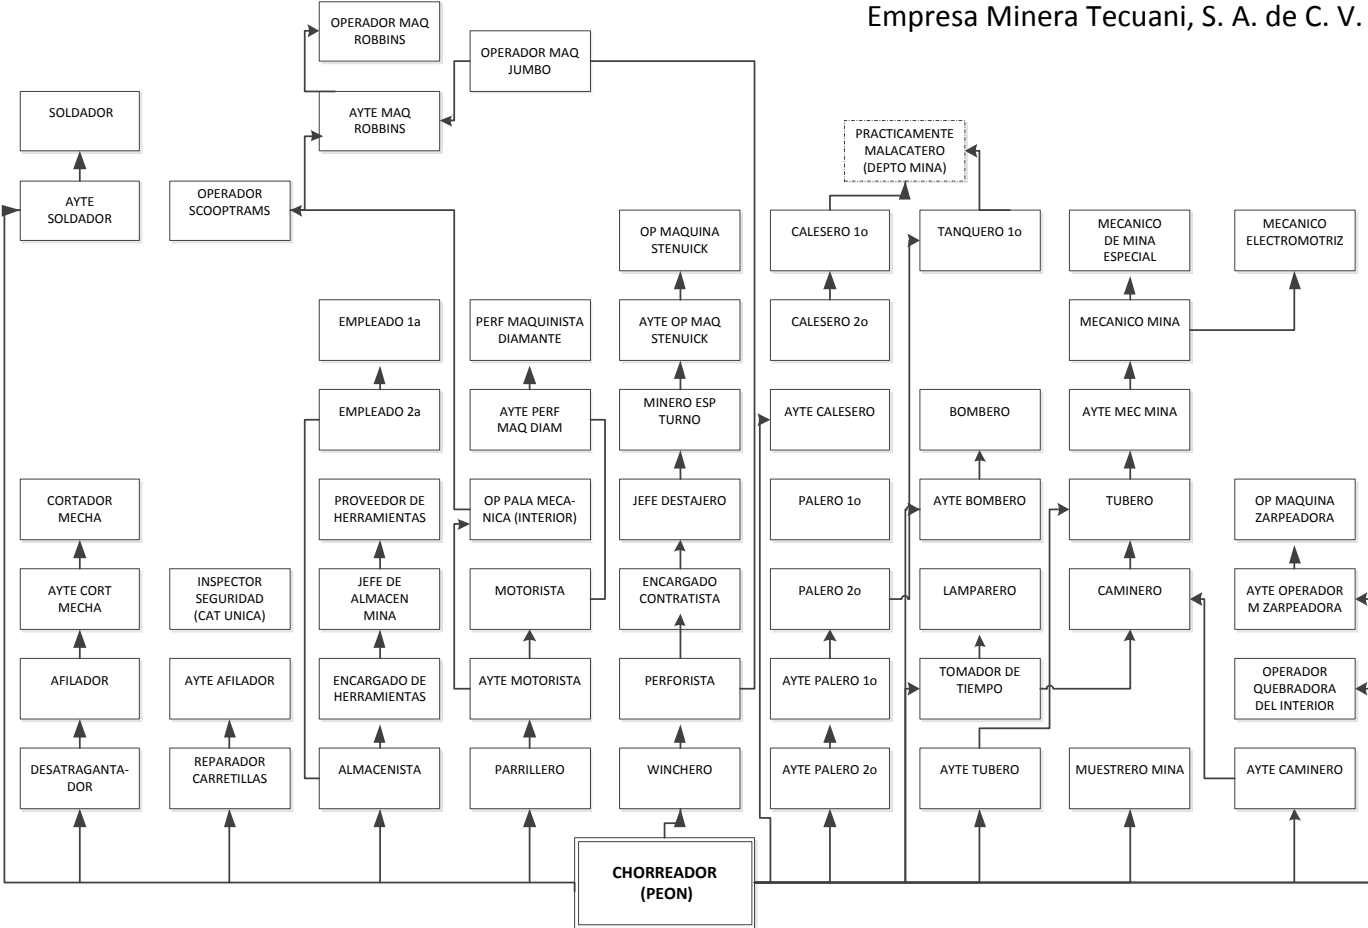 Empresa Minera Tecuani, S. A. de C. V.
OPERADOR MAQ
ROBBINS
OPERADOR MAQ
JUMBO
SOLDADOR
AYTE MAQ
ROBBINS
PRACTICAMENTE
MALACATERO
(DEPTO MINA)
AYTE
SOLDADOR
OPERADOR
SCOOPTRAMS
OP MAQUINA
STENUICK
CALESERO 1o
TANQUERO 1o
MECANICO
DE MINA
ESPECIAL
MECANICO
ELECTROMOTRIZ
EMPLEADO 1a
PERF MAQUINISTA
DIAMANTE
AYTE OP MAQ
STENUICK
CALESERO 2o
MECANICO MINA
EMPLEADO 2a
AYTE PERF
MAQ DIAM
MINERO ESP
TURNO
AYTE CALESERO
BOMBERO
AYTE MEC MINA
CORTADOR
MECHA
PROVEEDOR DE
HERRAMIENTAS
OP PALA MECA-
NICA (INTERIOR)
JEFE DESTAJERO
PALERO 1o
AYTE BOMBERO
TUBERO
OP MAQUINA
ZARPEADORA
AYTE CORT
MECHA
INSPECTOR
SEGURIDAD
(CAT UNICA)
JEFE DE
ALMACEN
MINA
MOTORISTA
ENCARGADO
CONTRATISTA
PALERO 2o
LAMPARERO
CAMINERO
AYTE OPERADOR
M ZARPEADORA
AFILADOR
AYTE AFILADOR
ENCARGADO DE
HERRAMIENTAS
AYTE MOTORISTA
PERFORISTA
AYTE PALERO 1o
TOMADOR DE
TIEMPO
OPERADOR
QUEBRADORA
DEL INTERIOR
DESATRAGANTA-
DOR
REPARADOR
CARRETILLAS
ALMACENISTA
PARRILLERO
WINCHERO
AYTE PALERO 2o
AYTE TUBERO
MUESTRERO MINA
AYTE CAMINERO
CHORREADOR
(PEON)